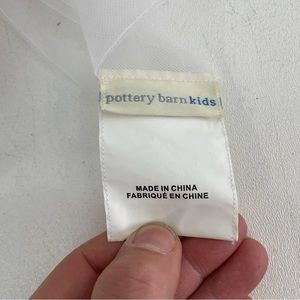 pottery barn kids
MADE IN CHINA
FABRIQUÉ EN CHINE